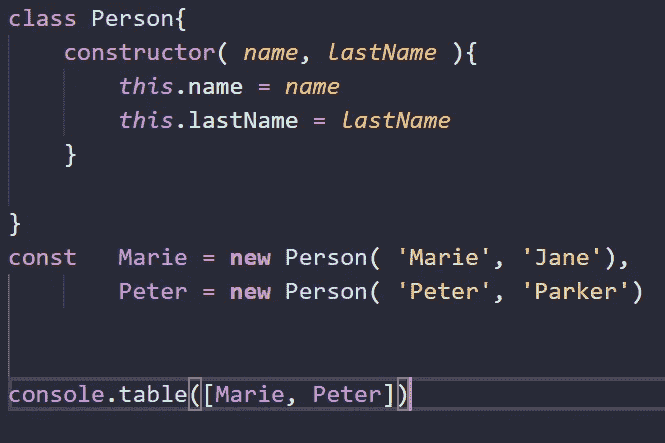 class Person{
    constructor( name, lastName ){
        this.name = name
        this.lastName = lastName
    }
}
const   Marie = new Person( 'Marie', 'Jane'),
        Peter = new Person( 'Peter', 'Parker')
console.table([Marie, Peter])